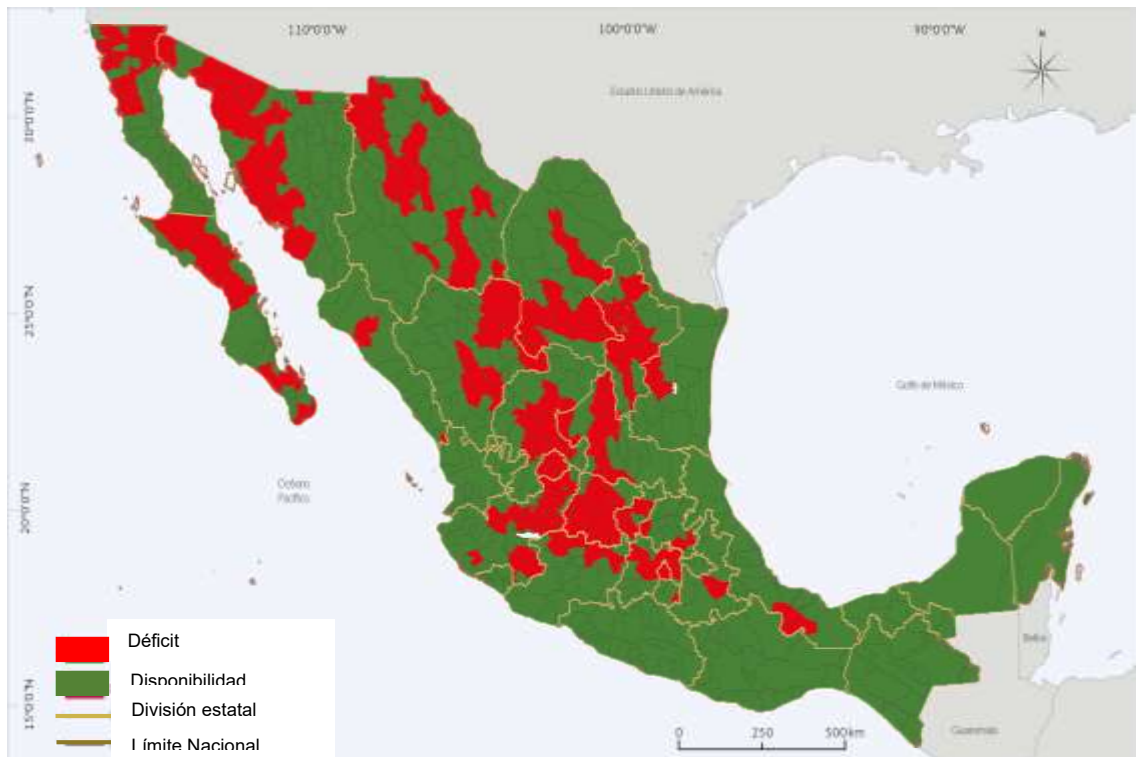 110°0'0"W
100°0'0"W
90°0'0"W
N
Estados Unidos de América
30°0'0"N
25°0'0"N
Golfo de México
Océano
Pacífico
20°0'0"N
15°0'0"N
Belice
Guatemala
Déficit
Disponibilidad
División estatal
Límite Nacional
0
250
500 km